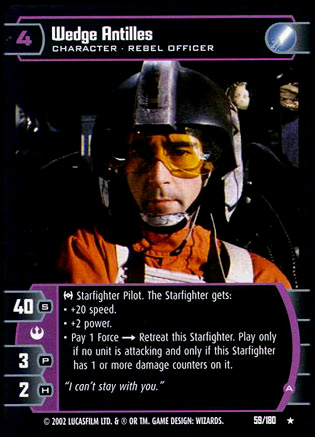 4 Wedge Antilles
CHARACTER · REBEL OFFICER
40 S
3 P
2 H
Starfighter Pilot. The Starfighter gets:
• +20 speed.
• +2 power.
• Pay 1 Force → Retreat this Starfighter. Play only
if no unit is attacking and only if this Starfighter
has 1 or more damage counters on it.
"I can't stay with you."
A
© 2002 LUCASFILM LTD. & ® OR TM. GAME DESIGN: WIZARDS. 59/180 ★